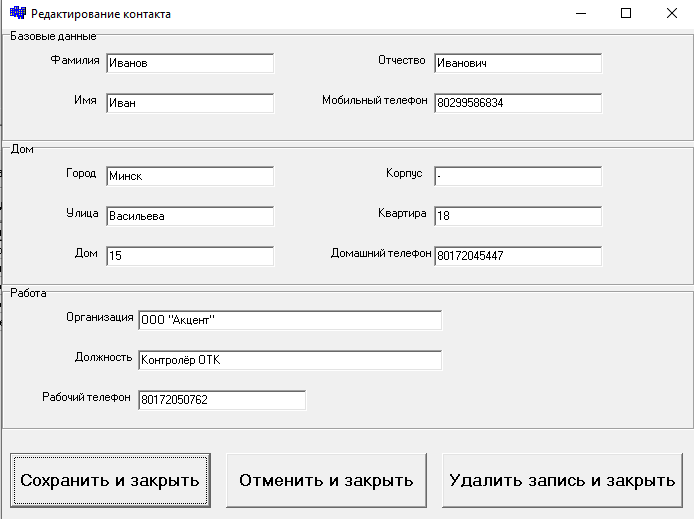 Редактирование контакта
Базовые данные
Фамилия Иванов Отчество Иванович
Имя Иван Мобильный телефон 80299586834
Дом
Город Минск Корпус -
Улица Васильева Квартира 18
Дом 15 Домашний телефон 80172045447
Работа
Организация ООО "Акцент"
Должность Контролёр ОТК
Рабочий телефон 80172050762
Сохранить и закрыть Отменить и закрыть Удалить запись и закрыть